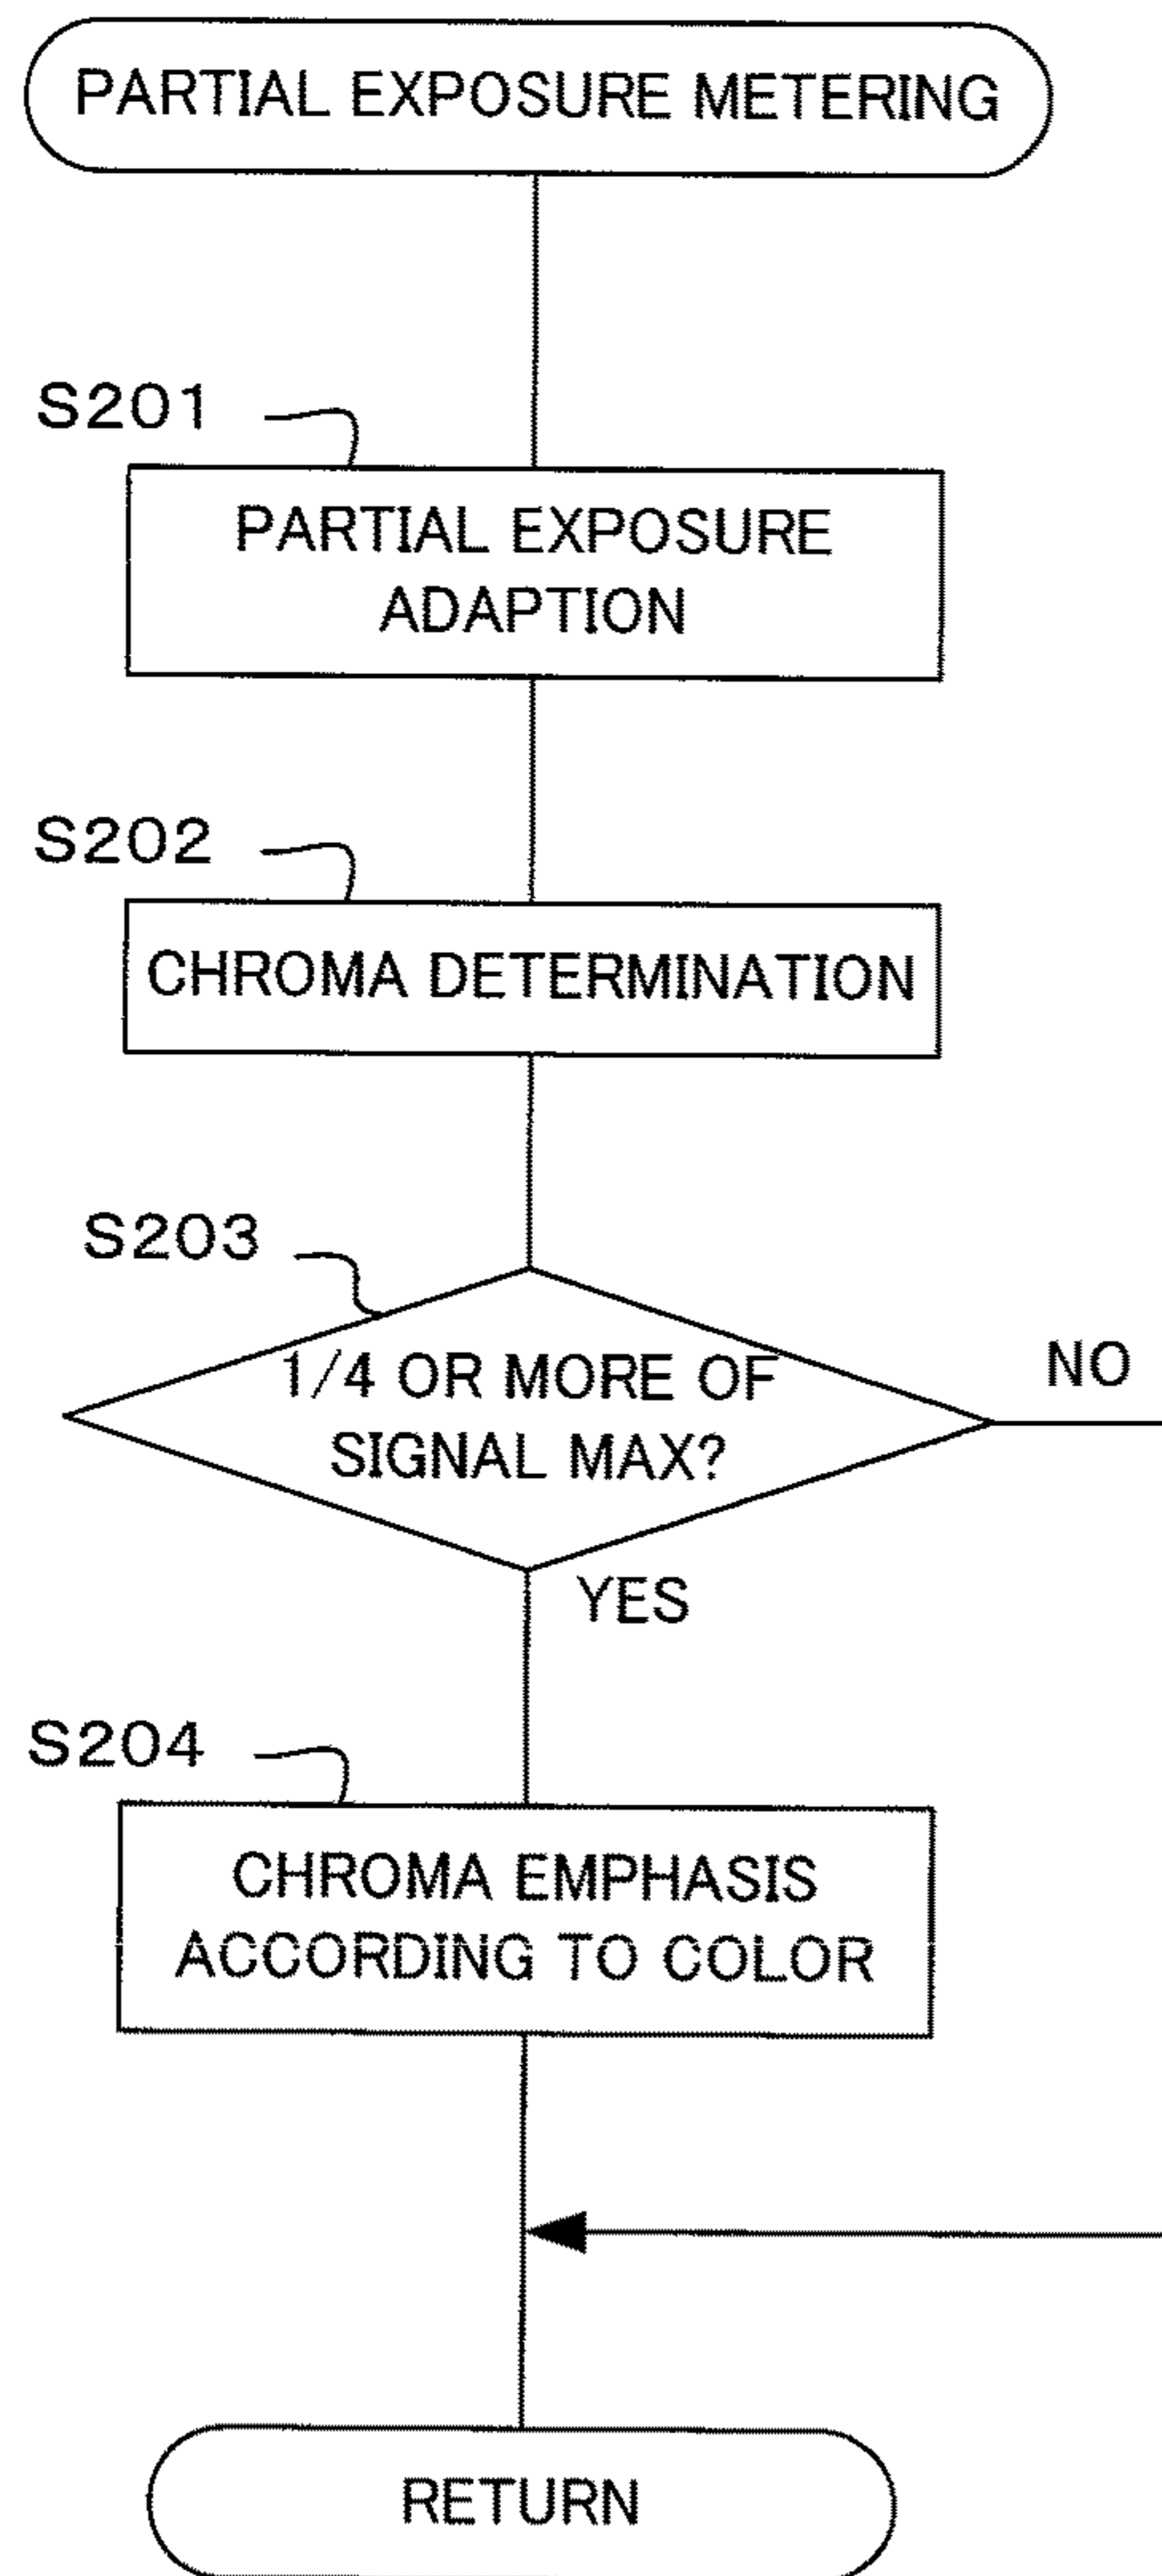 PARTIAL EXPOSURE METERING
S201
PARTIAL EXPOSURE
ADAPTION
S202
CHROMA DETERMINATION
S203
1/4 OR MORE OF
SIGNAL MAX?
NO
YES
S204
CHROMA EMPHASIS
ACCORDING TO COLOR
RETURN